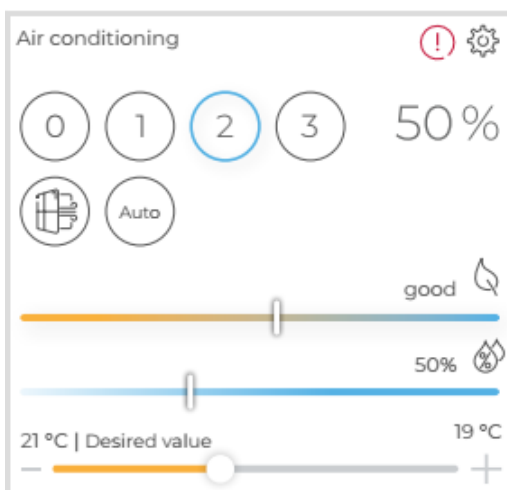 Air conditioning
0 1 2 3 50 %
Auto
good
50%
21 °C | Desired value 19 °C